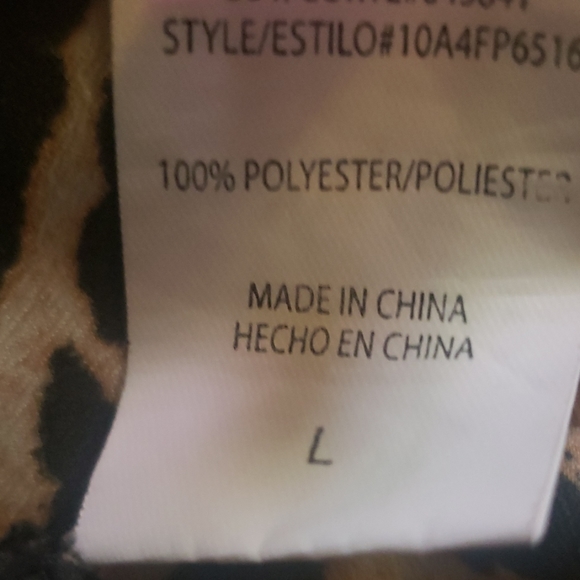 STYLE/ESTILO#10A4FP6516
100% POLYESTER/POLIESTER
MADE IN CHINA
HECHO EN CHINA
L